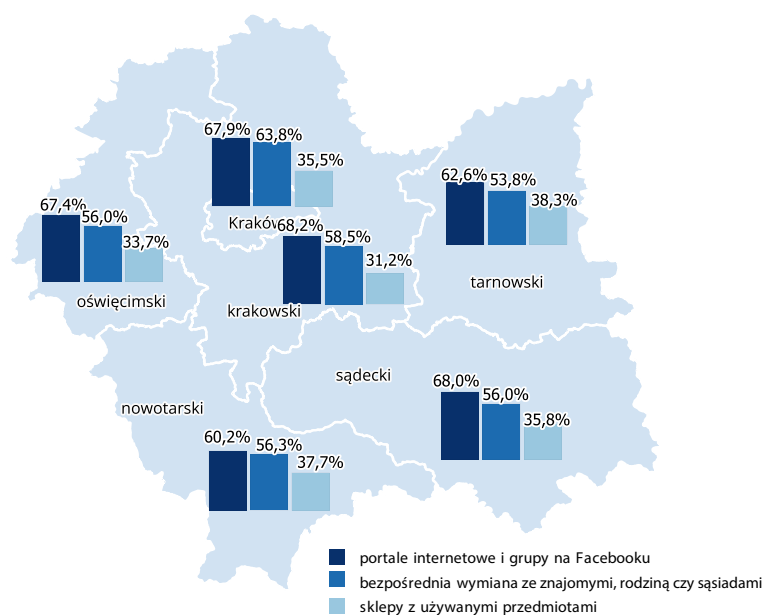 67,9%
63,8%
35,5%
Kraków
68,2%
58,5%
31,2%
krakowski
62,6%
53,8%
38,3%
tarnowski
67,4%
56,0%
33,7%
oświęcimski
sądecki
68,0%
56,0%
35,8%
nowotarski
60,2%
56,3%
37,7%
portale internetowe i grupy na Facebooku
bezpośrednia wymiana ze znajomymi, rodziną czy sąsiadami
sklepy z używanymi przedmiotami